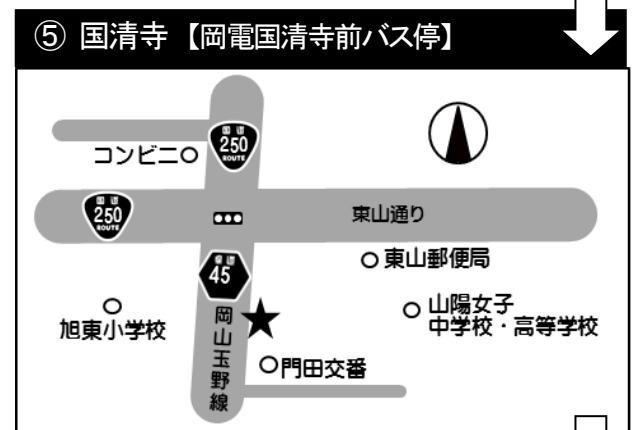 ⑤ 国清寺【岡電国清寺前バス停】
国道
250
ROUTE
コンビニ
国道
250
ROUTE
東山通り
東山郵便局
県道
45
山陽女子
中学校・高等学校
旭東小学校
岡山玉野線
門田交番